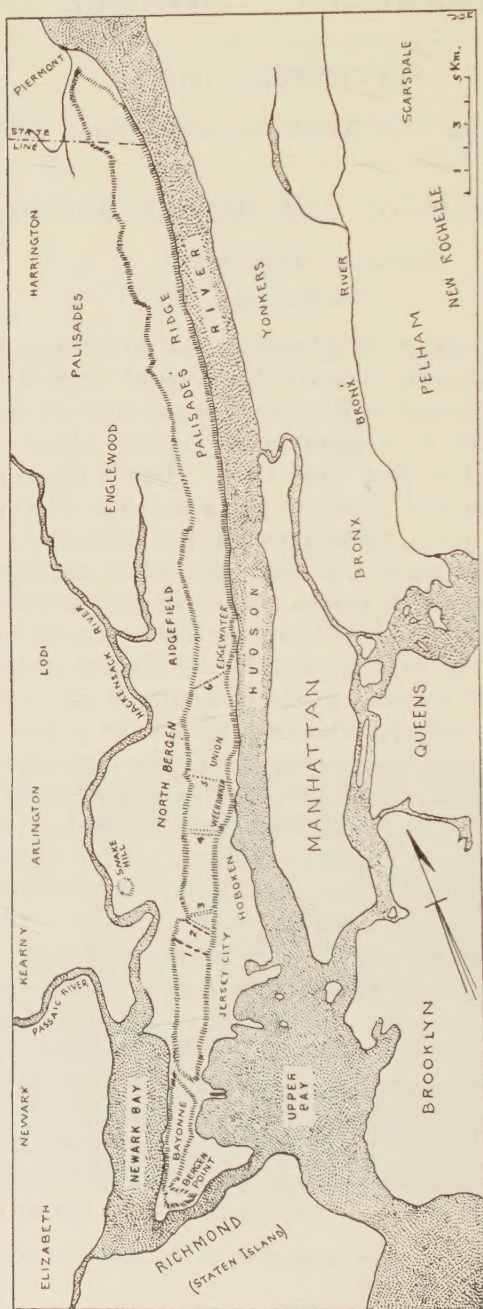 PIERMONT
STATE
LINE
HARRINGTON
PALISADES
ENGLEWOOD
LODI
HACKENSACK
RIVER
ARLINGTON
SNAKE
HILL
KEARNY
PASSAIC RIVER
NEWARK
NEWARK BAY
ELIZABETH
PALISADES RIDGE
RIDGEFIELD
NORTH BERGEN
EDGEWATER
6
UNION
5
WEEHAWKEN
4
3
2
1
HOBOKEN
JERSEY CITY
BAYONNE
BERGEN
POINT
RICHMOND
(STATEN ISLAND)
HUDSON RIVER
UPPER
BAY
YONKERS
MANHATTAN
BRONX
BRONX RIVER
SCARSDALE
PELHAM
NEW ROCHELLE
QUEENS
BROOKLYN
1 3 5 KM.